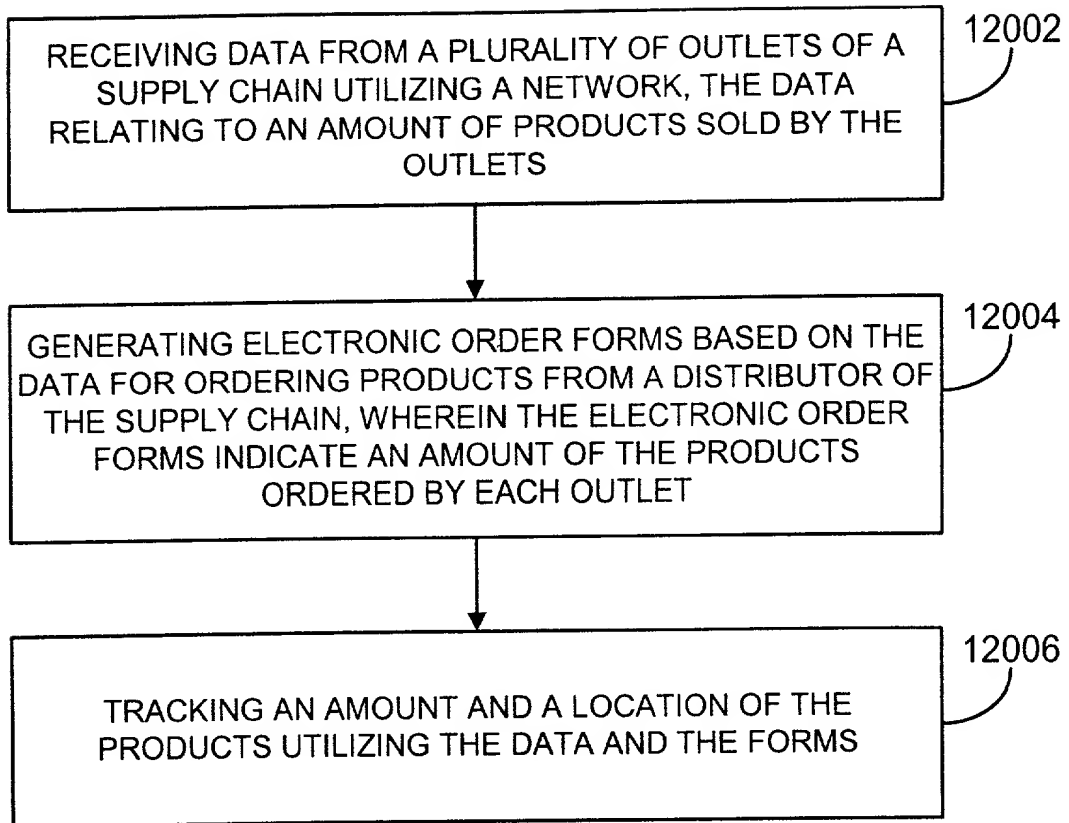 RECEIVING DATA FROM A PLURALITY OF OUTLETS OF A
SUPPLY CHAIN UTILIZING A NETWORK, THE DATA
RELATING TO AN AMOUNT OF PRODUCTS SOLD BY THE
OUTLETS
12002
GENERATING ELECTRONIC ORDER FORMS BASED ON THE
DATA FOR ORDERING PRODUCTS FROM A DISTRIBUTOR OF
THE SUPPLY CHAIN, WHEREIN THE ELECTRONIC ORDER
FORMS INDICATE AN AMOUNT OF THE PRODUCTS
ORDERED BY EACH OUTLET
12004
TRACKING AN AMOUNT AND A LOCATION OF THE
PRODUCTS UTILIZING THE DATA AND THE FORMS
12006